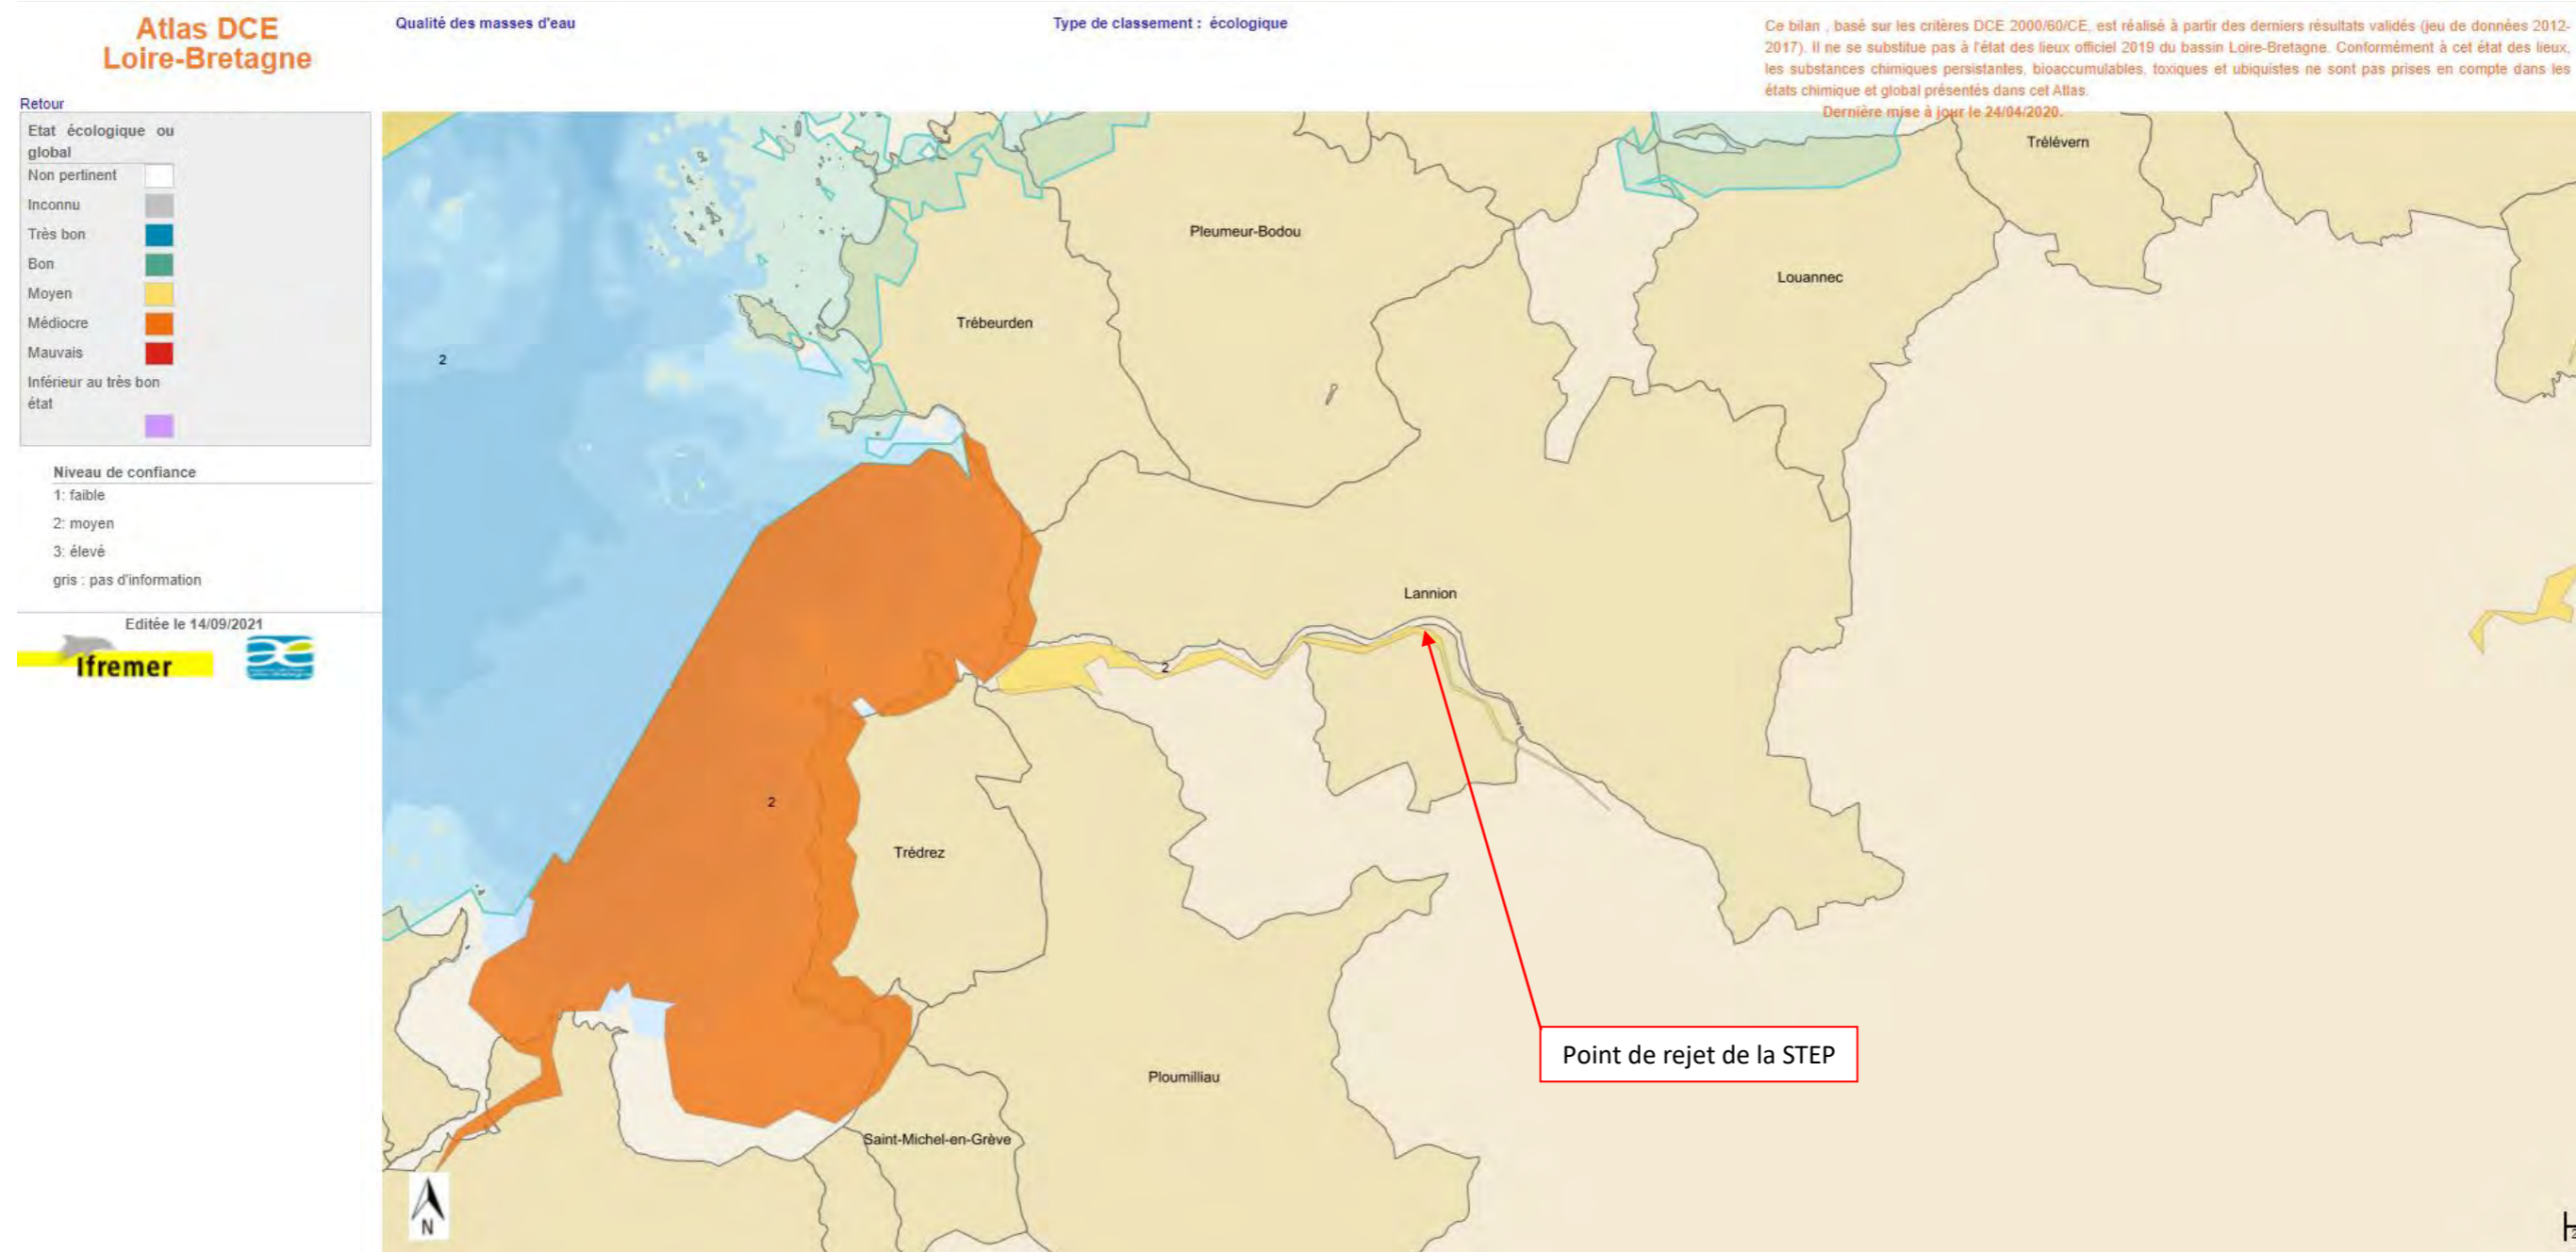 Atlas DCE
Loire-Bretagne
Qualité des masses d'eau
Type de classement : écologique
Ce bilan , basé sur les critères DCE 2000/60/CE, est réalisé à partir des derniers résultats validés (jeu de données 2012-
2017). Il ne se substitue pas à l'état des lieux officiel 2019 du bassin Loire-Bretagne. Conformément à cet état des lieux,
les substances chimiques persistantes, bioaccumulables, toxiques et ubiquistes ne sont pas prises en compte dans les
états chimique et global présentés dans cet Atlas.
Dernière mise à jour le 24/04/2020.
Retour
Etat écologique ou
global
Non pertinent
Inconnu
Très bon
Bon
Moyen
Médiocre
Mauvais
Inférieur au très bon
état
Niveau de confiance
1: faible
2: moyen
3: élevé
gris : pas d'information
Editée le 14/09/2021
Ifremer
Trélévern
Pleumeur-Bodou
Louannec
Trébeurden
2
Lannion
2
2
Trédrez
Point de rejet de la STEP
Ploumilliau
Saint-Michel-en-Grève
N